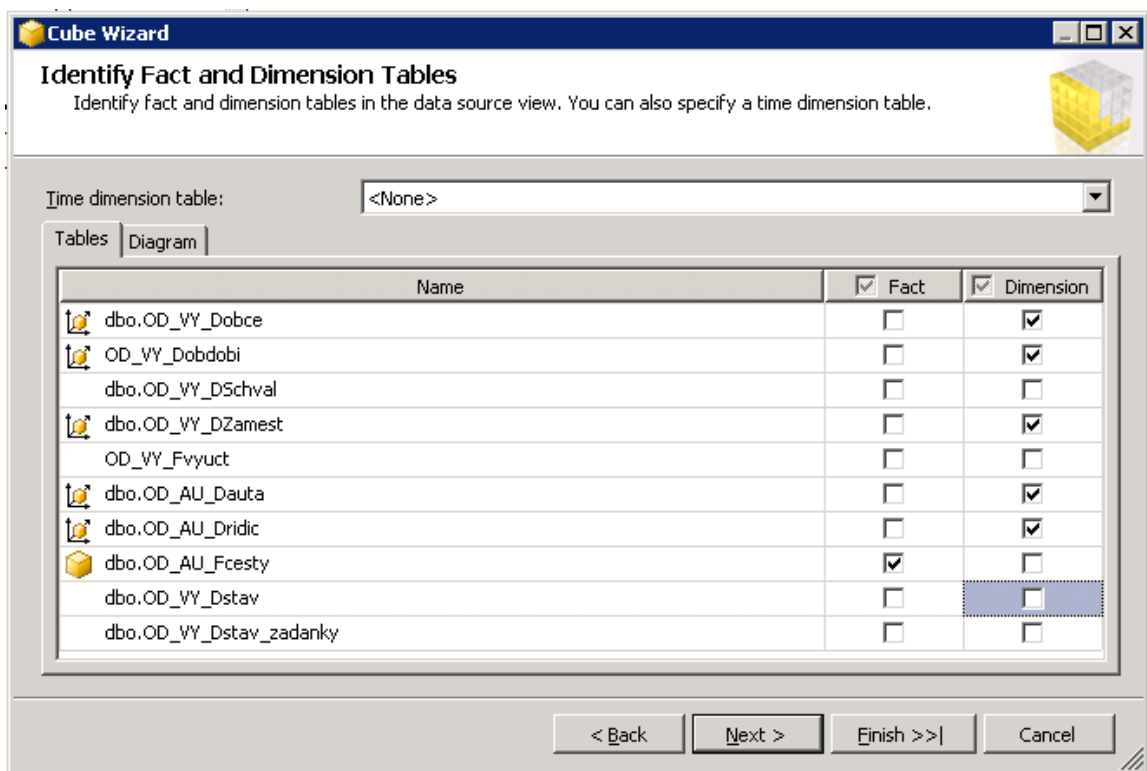 Cube Wizard
Identify Fact and Dimension Tables
Identify fact and dimension tables in the data source view. You can also specify a time dimension table.
Time dimension table:
<None>
Tables
Diagram
Name
Fact
Dimension
dbo.OD_VY_Dobce
OD_VY_Dobdobi
dbo.OD_VY_DSchval
dbo.OD_VY_DZamest
OD_VY_Fvyuct
dbo.OD_AU_Dauta
dbo.OD_AU_Dridic
dbo.OD_AU_Fcesty
dbo.OD_VY_Dstav
dbo.OD_VY_Dstav_zadanky
< Back
Next >
Finish >>|
Cancel